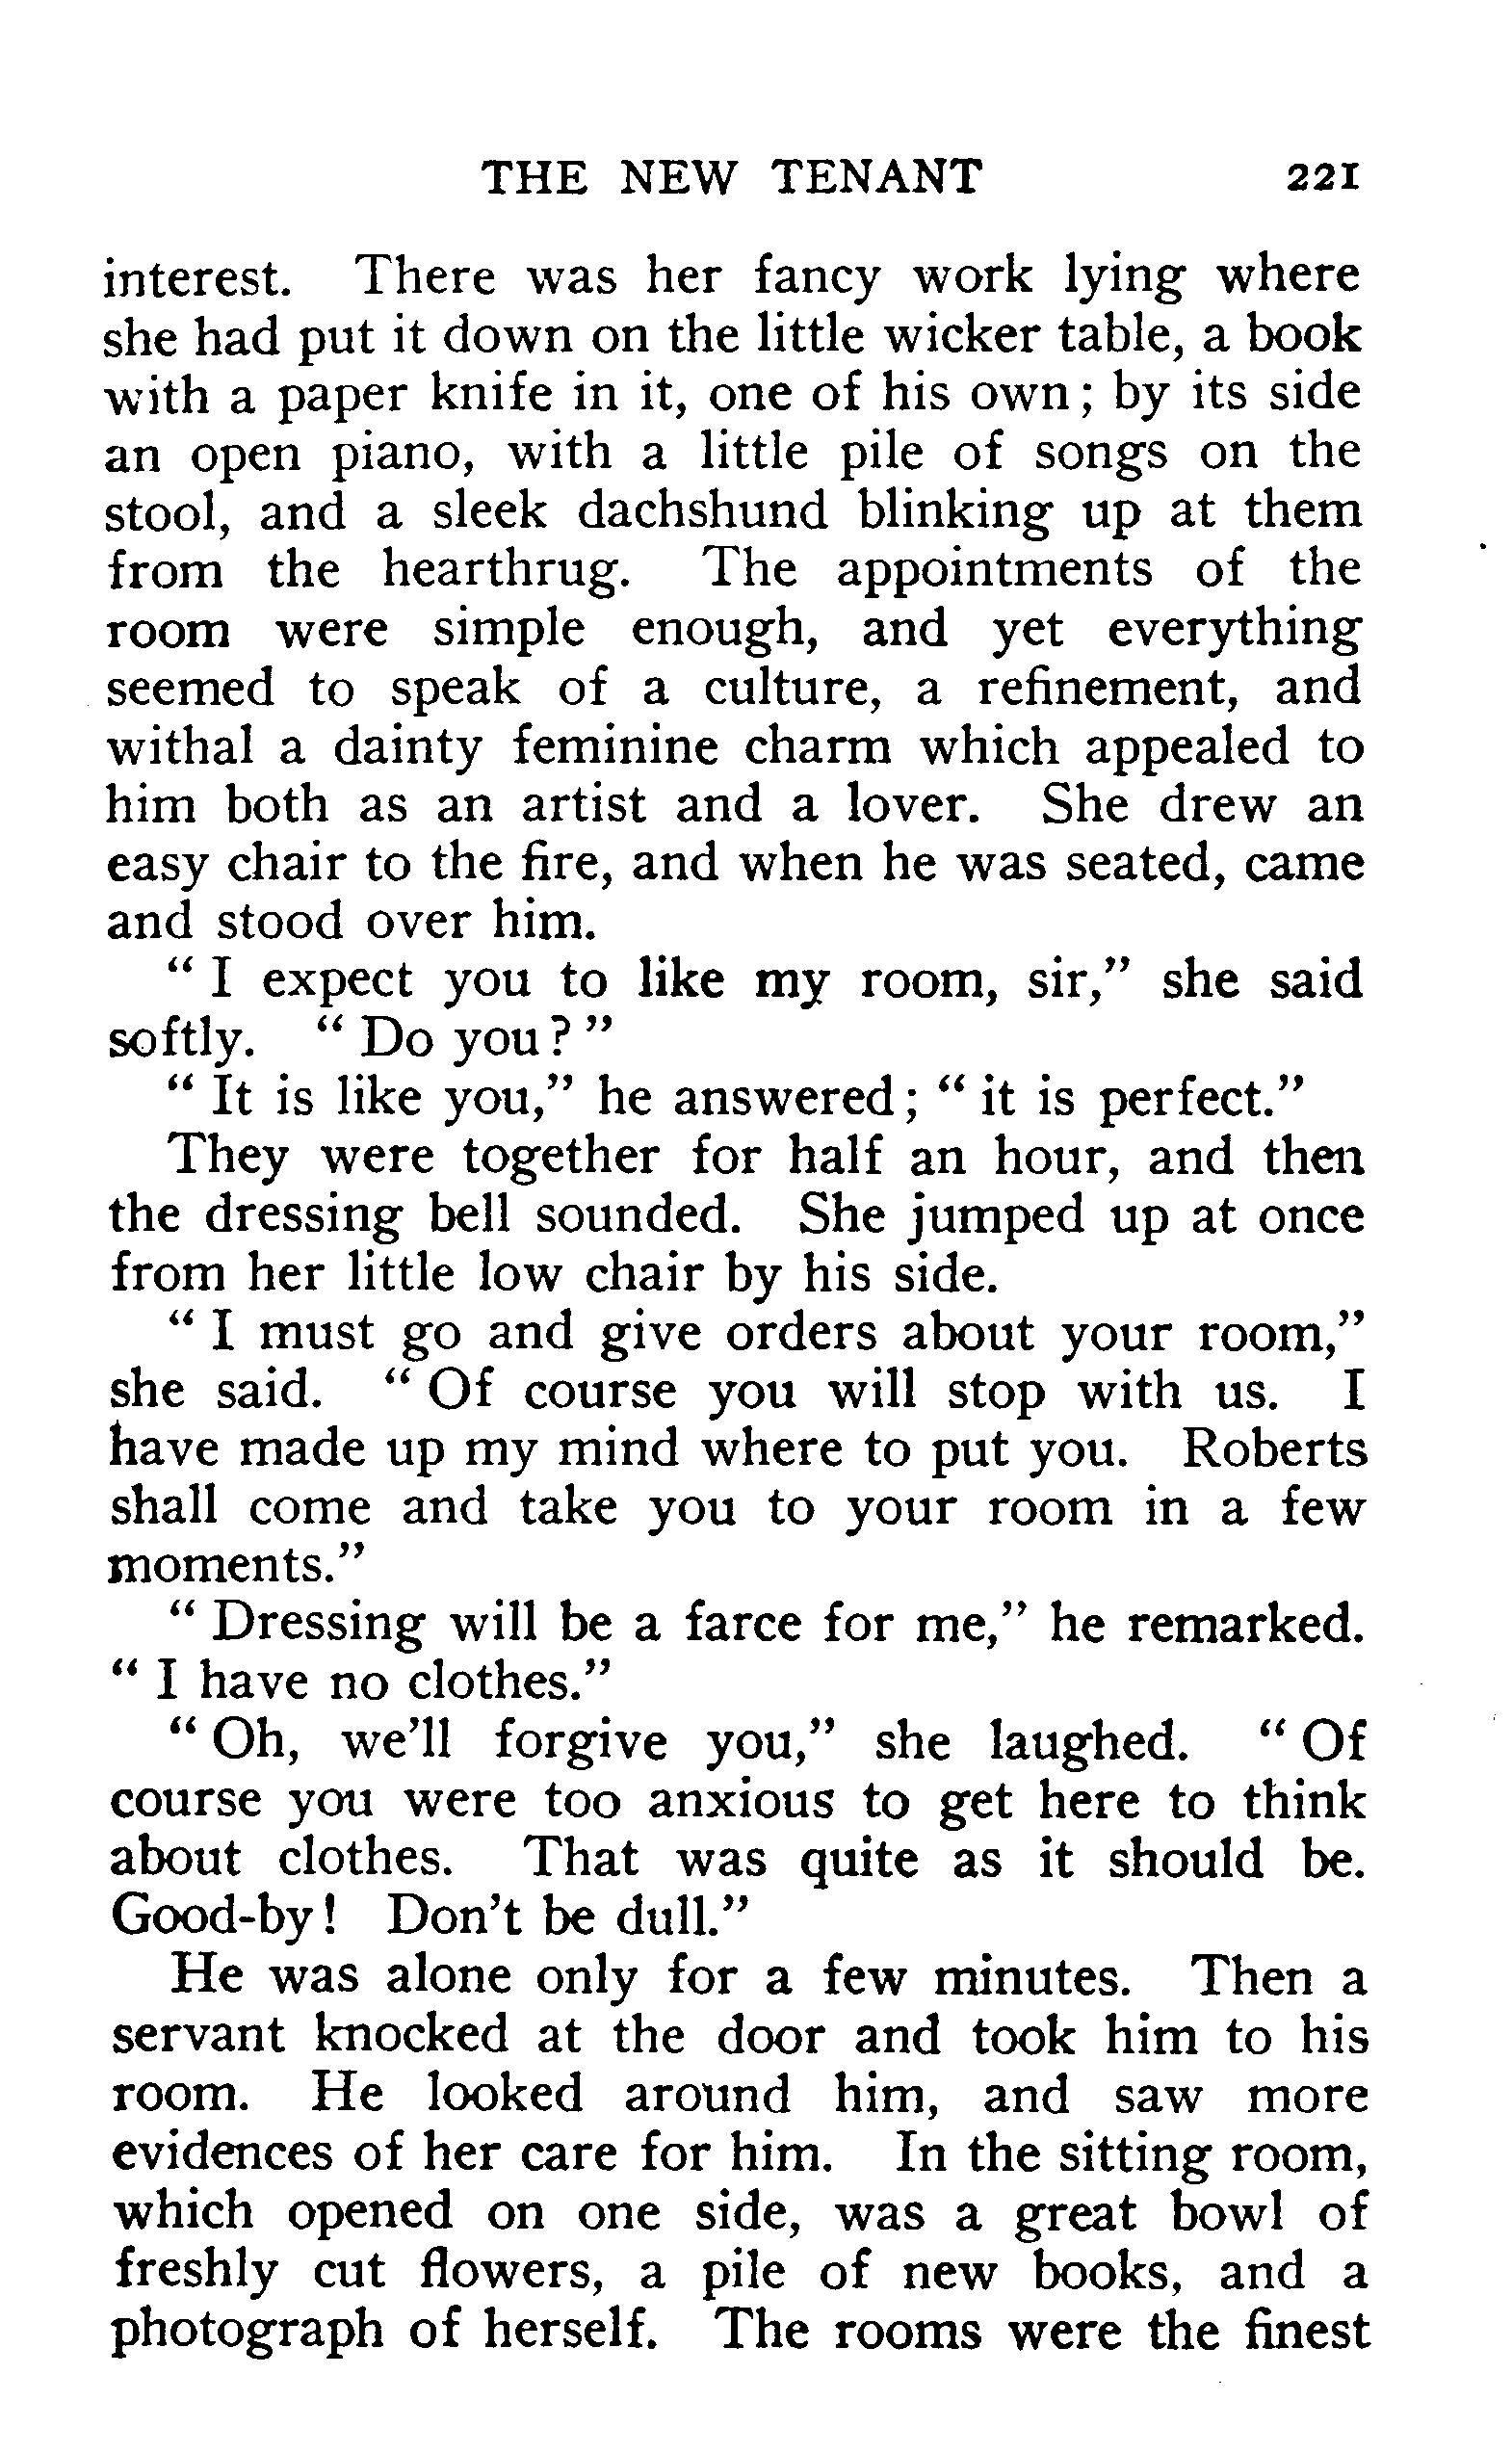 THE NEW TENANT 221
interest. There was her fancy work lying where
she had put it down on the little wicker table, a book
with a paper knife in it, one of his own; by its side
an open piano, with a little pile of songs on the
stool, and a sleek dachshund blinking up at them
from the hearthrug. The appointments of the
room were simple enough, and yet everything
seemed to speak of a culture, a refinement, and
withal a dainty feminine charm which appealed to
him both as an artist and a lover. She drew an
easy chair to the fire, and when he was seated, came
and stood over him.
“ I expect you to like my room, sir,” she said
softly. “ Do you ? ”
“ It is like you,” he answered ; “ it is perfect.”
They were together for half an hour, and then
the dressing bell sounded. She jumped up at once
from her little low chair by his side.
“ I must go and give orders about your room,”
she said. “ Of course you will stop with us. I
have made up my mind where to put you. Roberts
shall come and take you to your room in a few
moments.”
“ Dressing will be a farce for me,” he remarked.
“ I have no clothes.”
“ Oh, we’ll forgive you,” she laughed. “ Of
course you were too anxious to get here to think
about clothes. That was quite as it should be.
Good-by ! Don’t be dull.”
He was alone only for a few minutes. Then a
servant knocked at the door and took him to his
room. He looked around him, and saw more
evidences of her care for him. In the sitting room,
which opened on one side, was a great bowl of
freshly cut flowers, a pile of new books, and a
photograph of herself. The rooms were the finest